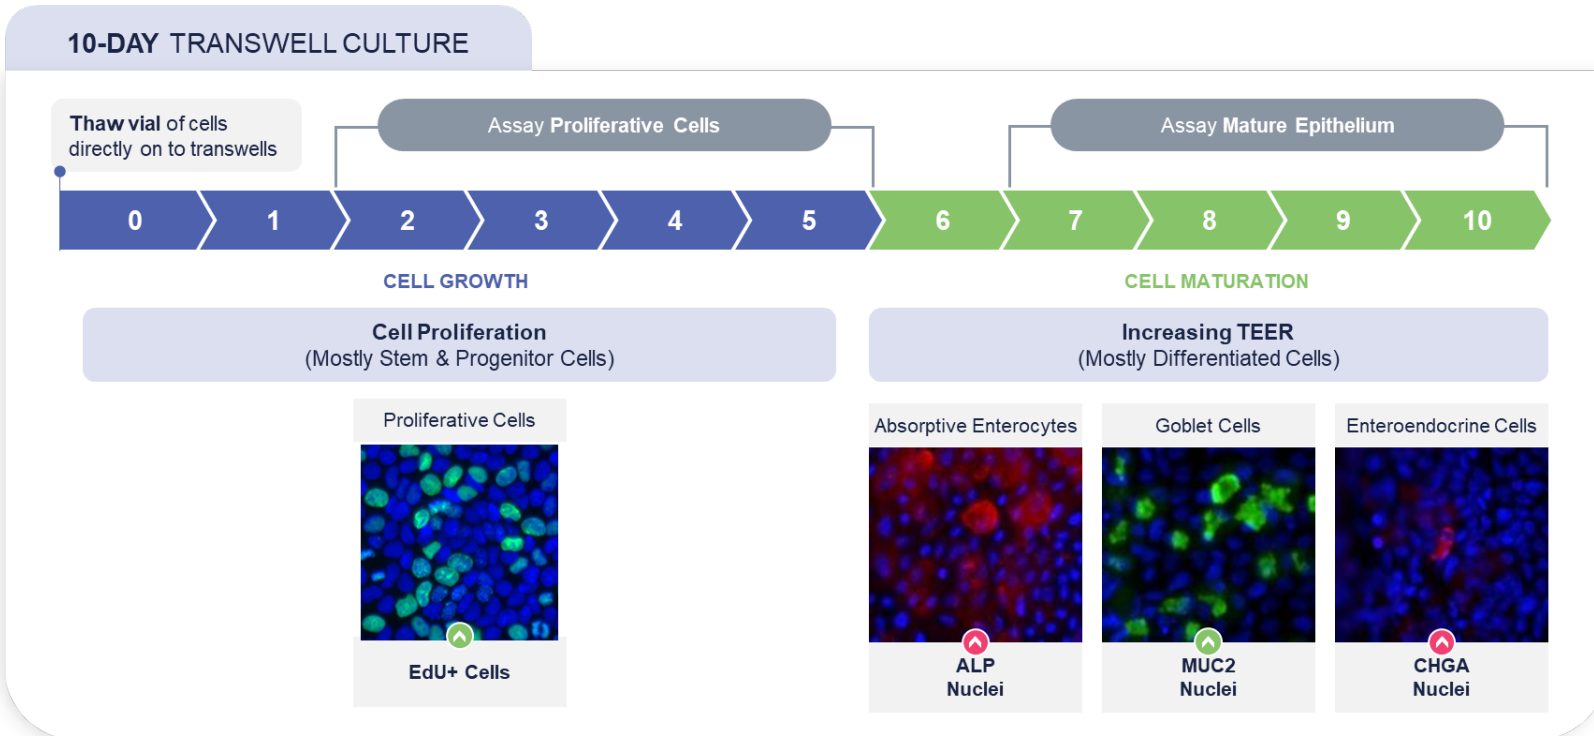 10-DAY TRANSWELL CULTURE
Thaw vial of cells
directly on to transwells
Assay Proliferative Cells
Assay Mature Epithelium
0 1 2 3 4 5 6 7 8 9 10
CELL GROWTH
CELL MATURATION
Cell Proliferation
(Mostly Stem & Progenitor Cells)
Increasing TEER
(Mostly Differentiated Cells)
Proliferative Cells
EdU+ Cells
Absorptive Enterocytes
ALP
Nuclei
Goblet Cells
MUC2
Nuclei
Enteroendocrine Cells
CHGA
Nuclei